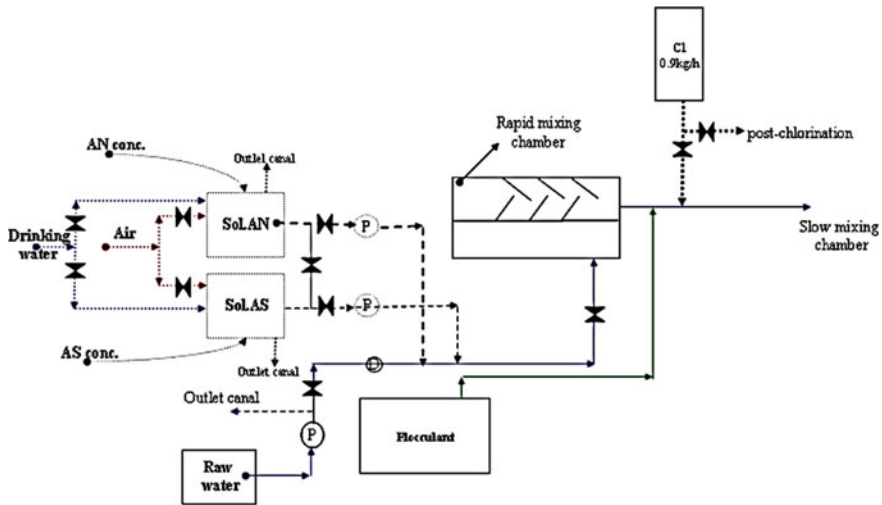 Cl
0.9kg/h
post-chlorination
Rapid mixing
chamber
AN conc.
Outlet canal
SoLAN
P
Drinking
water
Air
Slow mixing
chamber
SoLAS
P
AS conc.
Outlet canal
D
Outlet canal
P
Flocculant
Raw
water